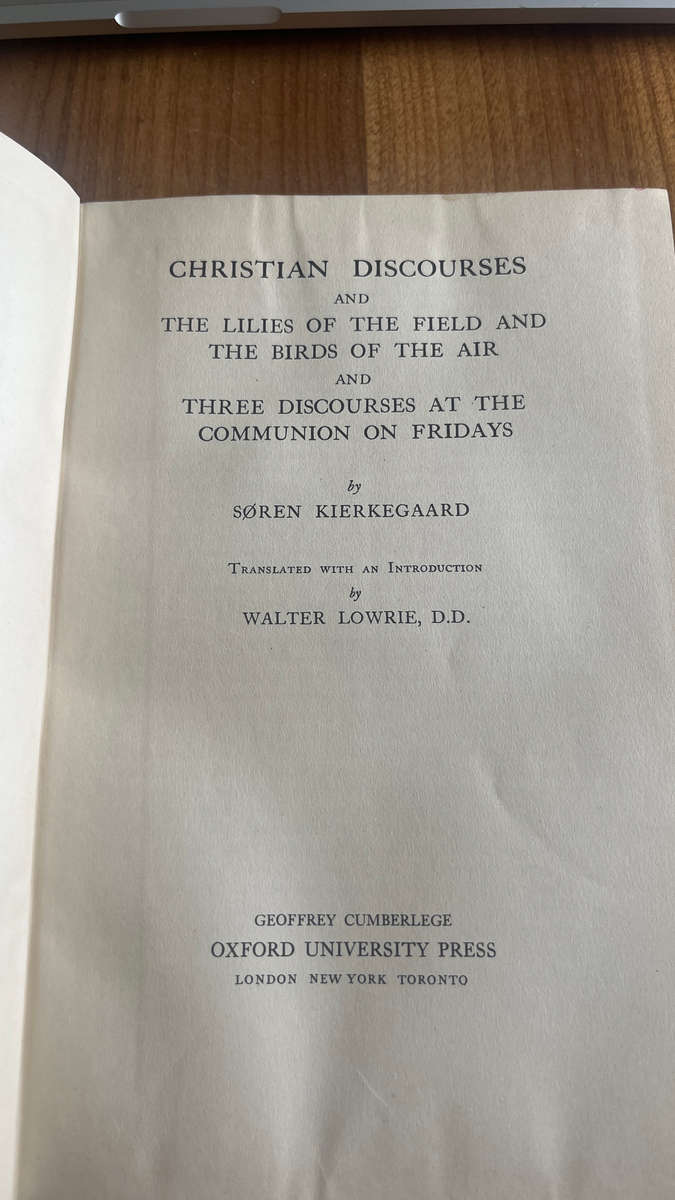 CHRISTIAN DISCOURSES
AND
THE LILIES OF THE FIELD AND
THE BIRDS OF THE AIR
AND
THREE DISCOURSES AT THE
COMMUNION ON FRIDAYS
by
SØREN KIERKEGAARD
Translated with an Introduction
by
WALTER LOWRIE, D.D.
GEOFFREY CUMBERLEGE
OXFORD UNIVERSITY PRESS
LONDON NEW YORK TORONTO